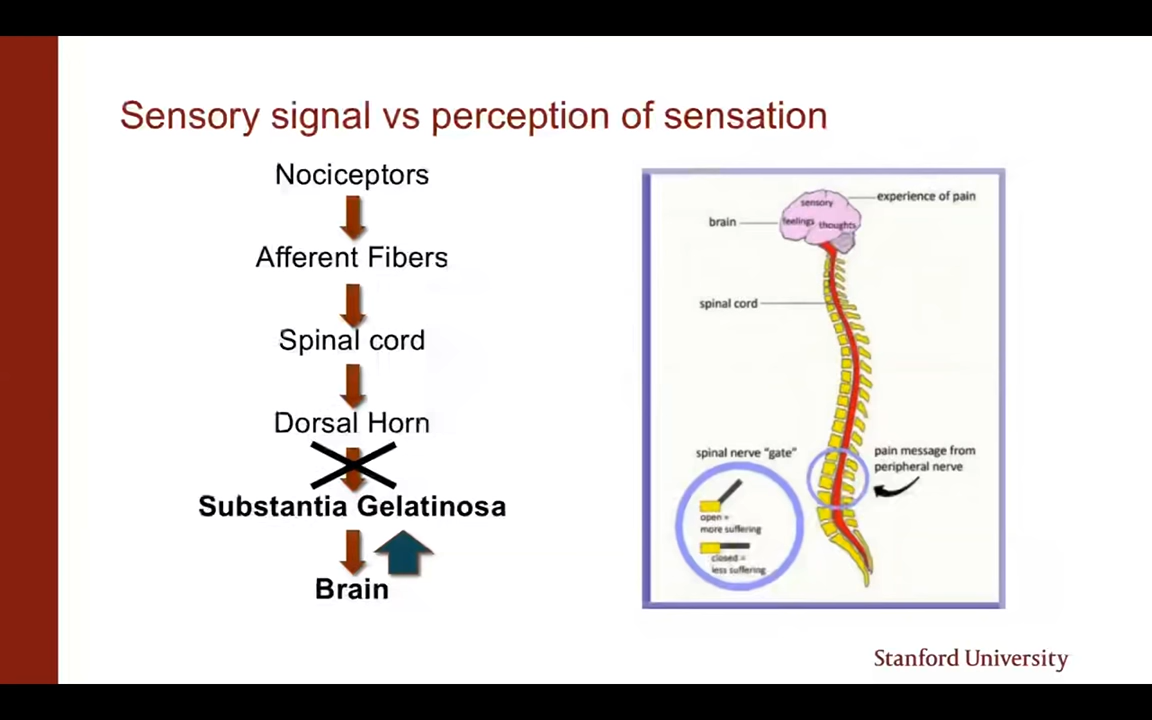 Sensory signal vs perception of sensation
Nociceptors
Afferent Fibers
Spinal cord
Dorsal Horn
Substantia Gelatinosa
Brain
experience of pain
sensory
feelings thoughts
brain
spinal cord
spinal nerve "gate"
open =
more suffering
closed =
less suffering
pain message from
peripheral nerve
Stanford University